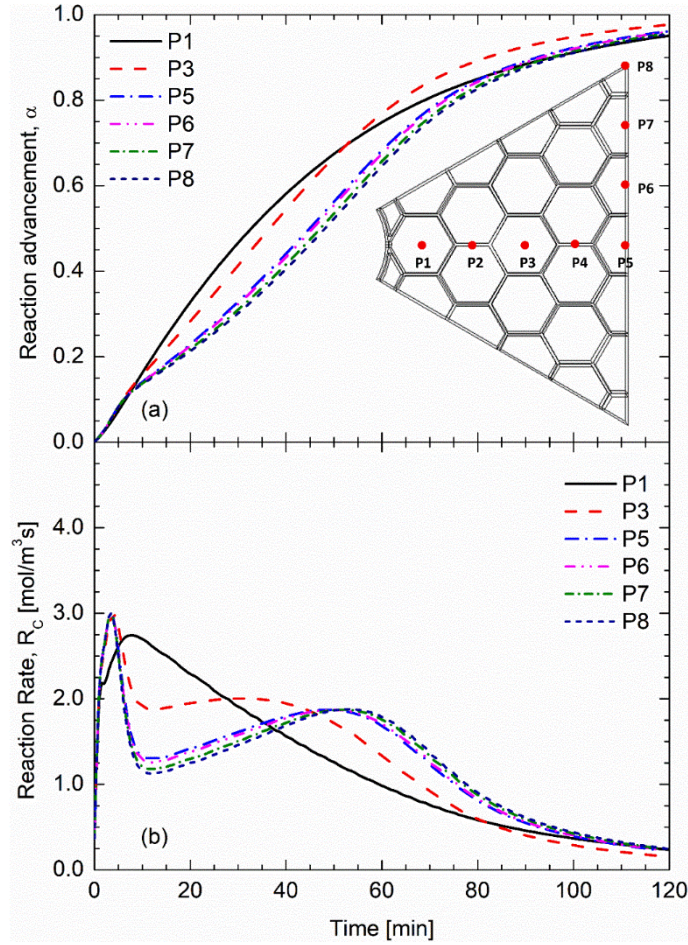 1.0
0.8
0.6
0.4
0.2
0.0
Reaction advancement, α
P1
P3
P5
P6
P7
P8
(a)
P8
P7
P6
P1
P2
P3
P4
P5
4.0
3.0
2.0
1.0
0.0
Reaction Rate, R_C [mol/m³s]
P1
P3
P5
P6
P7
P8
(b)
0
20
40
60
80
100
120
Time [min]